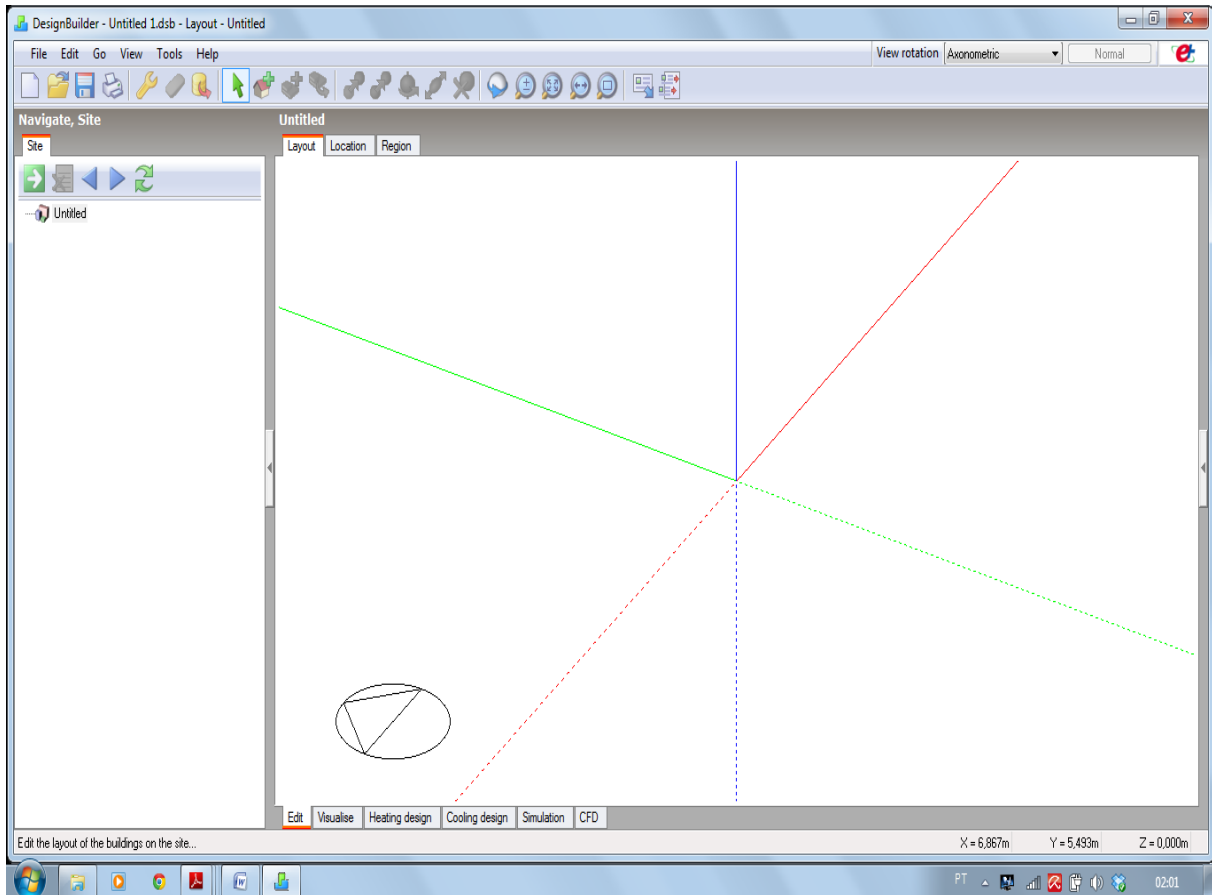 DesignBuilder - Untitled 1.dsb - Layout - Untitled
File Edit Go View Tools Help
View rotation Axonometric Normal
Navigate, Site
Untitled
Site
Layout Location Region
Untitled
Edit Visualise Heating design Cooling design Simulation CFD
Edit the layout of the buildings on the site...
X = 6,867m Y = 5,493m Z = 0,000m
PT 02:01